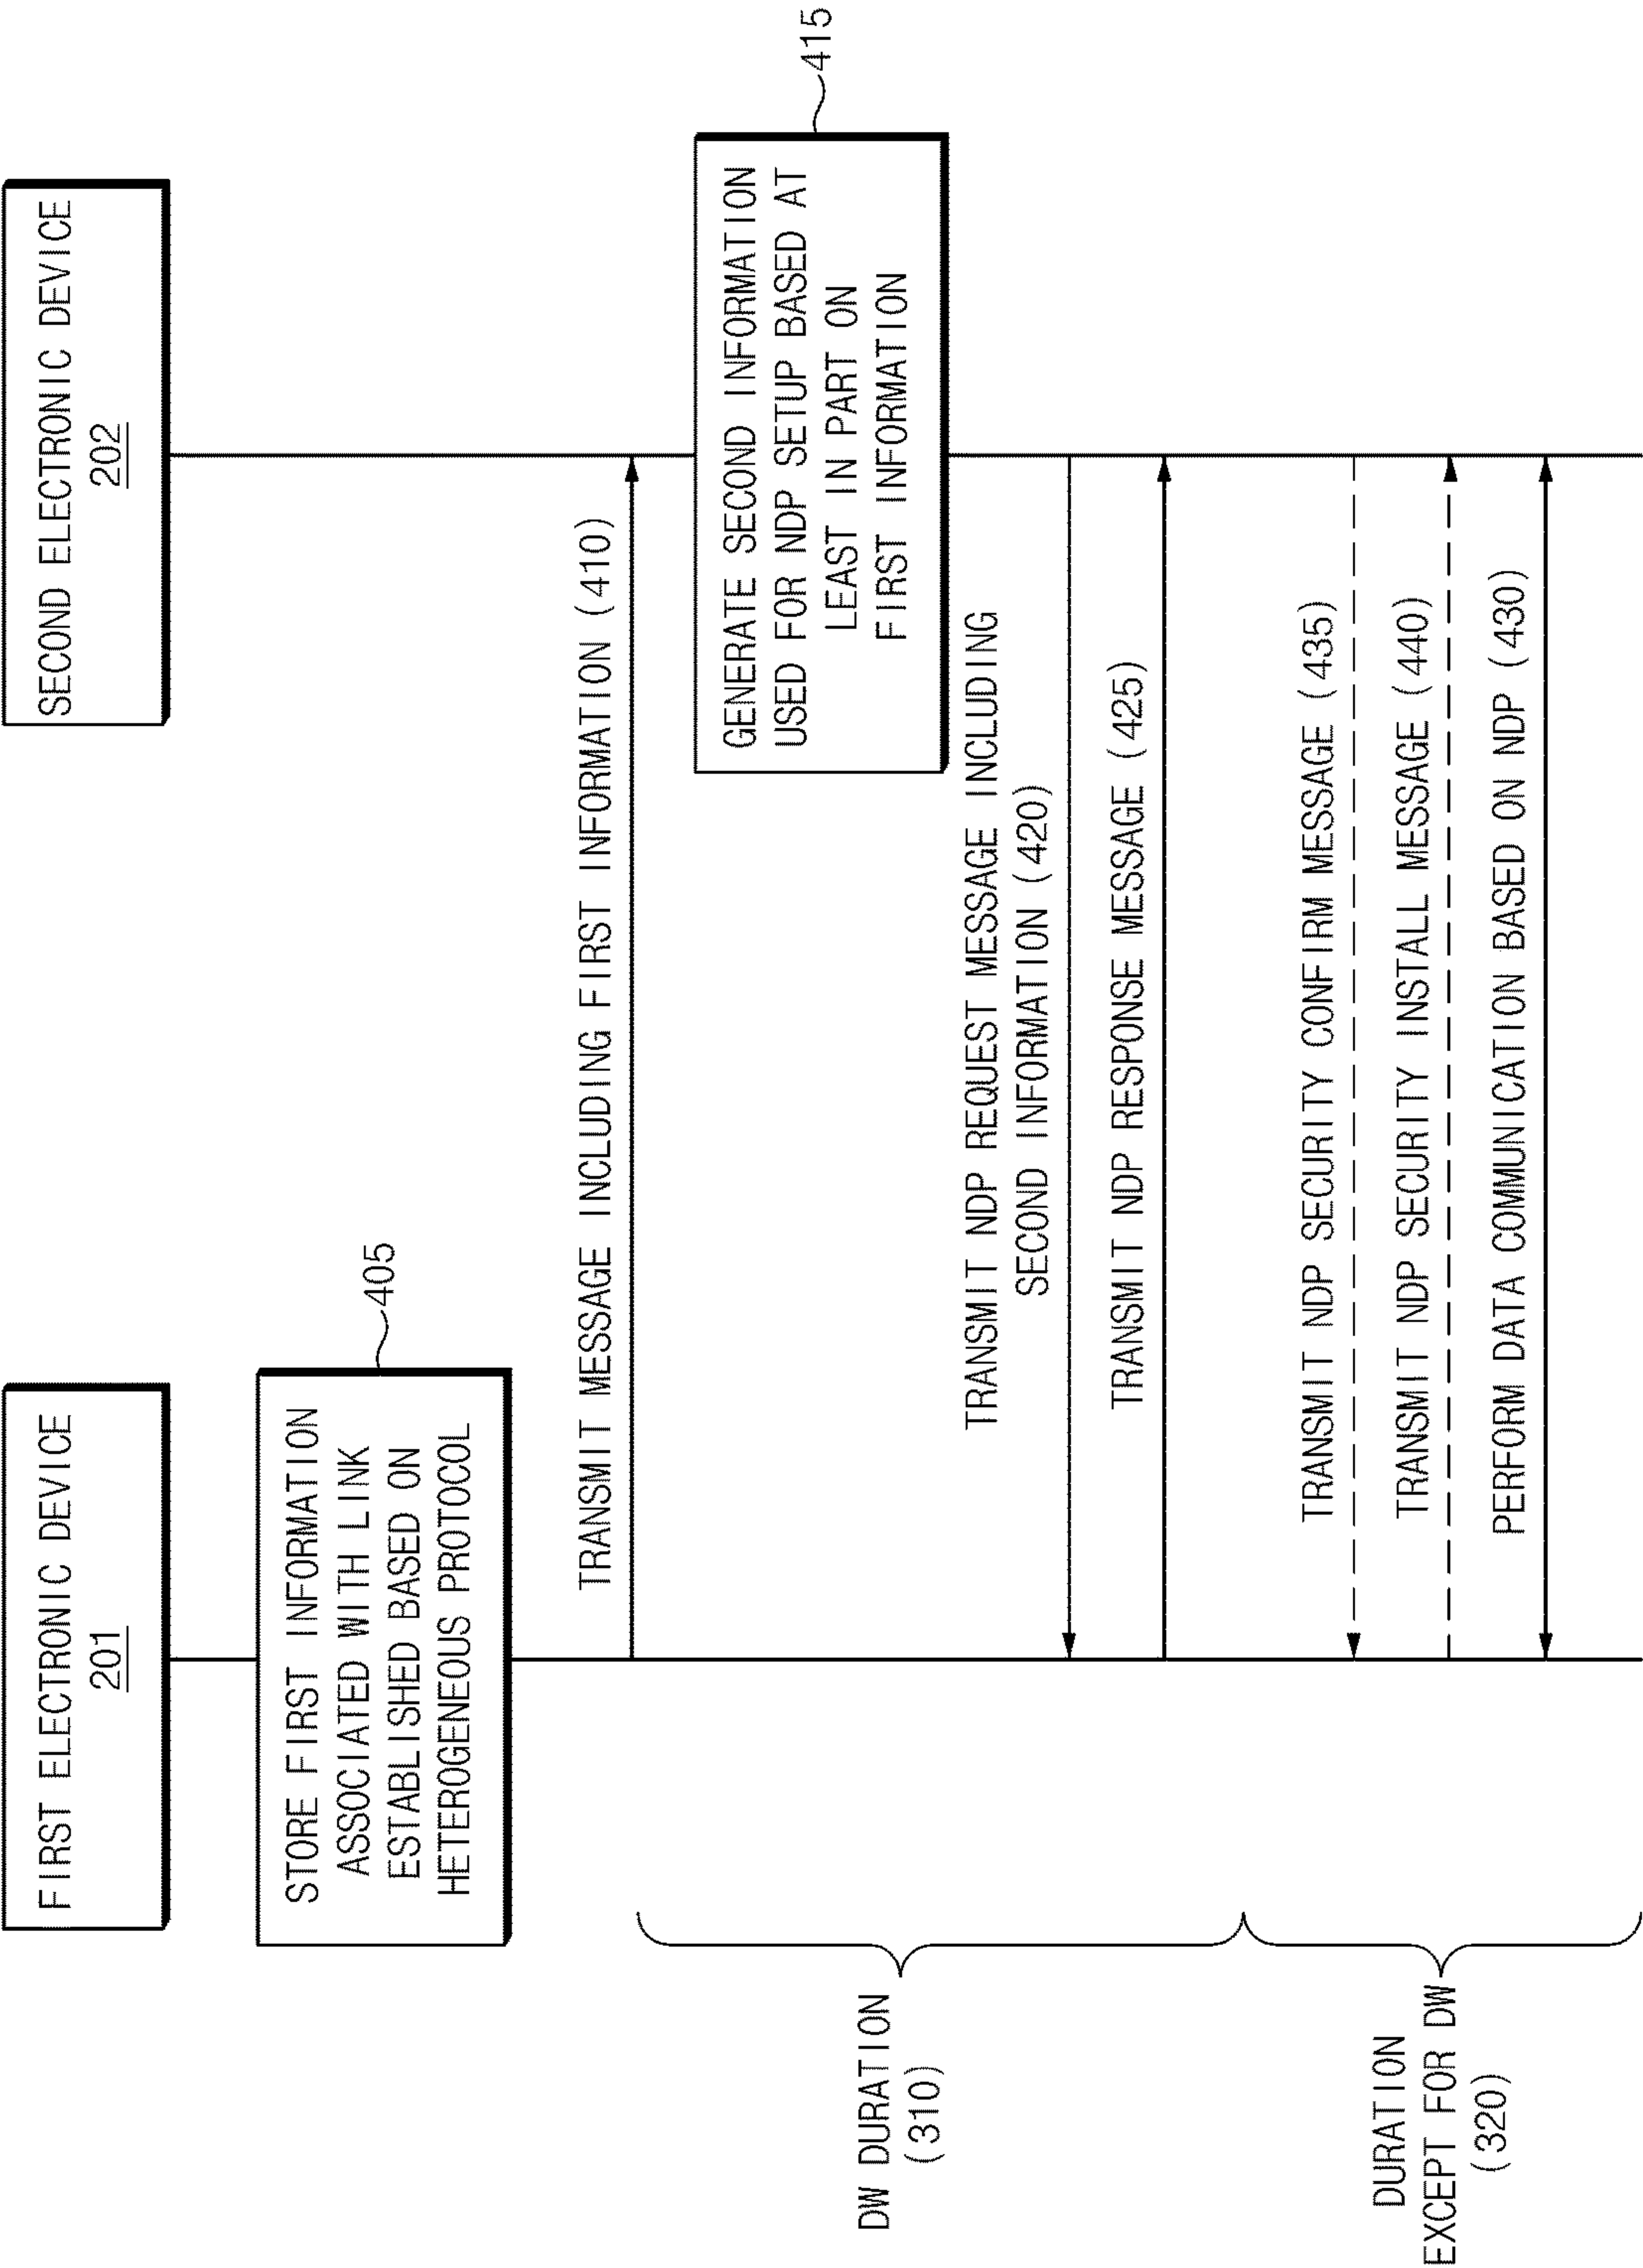 FIRST ELECTRONIC DEVICE
201
SECOND ELECTRONIC DEVICE
202
STORE FIRST INFORMATION
ASSOCIATED WITH LINK
ESTABLISHED BASED ON
HETEROGENEOUS PROTOCOL
405
TRANSMIT MESSAGE INCLUDING FIRST INFORMATION (410)
GENERATE SECOND INFORMATION
USED FOR NDP SETUP BASED AT
LEAST IN PART ON
FIRST INFORMATION
415
DW DURATION
(310)
TRANSMIT NDP REQUEST MESSAGE INCLUDING
SECOND INFORMATION (420)
TRANSMIT NDP RESPONSE MESSAGE (425)
DURATION
EXCEPT FOR DW
(320)
TRANSMIT NDP SECURITY CONFIRM MESSAGE (435)
TRANSMIT NDP SECURITY INSTALL MESSAGE (440)
PERFORM DATA COMMUNICATION BASED ON NDP (430)